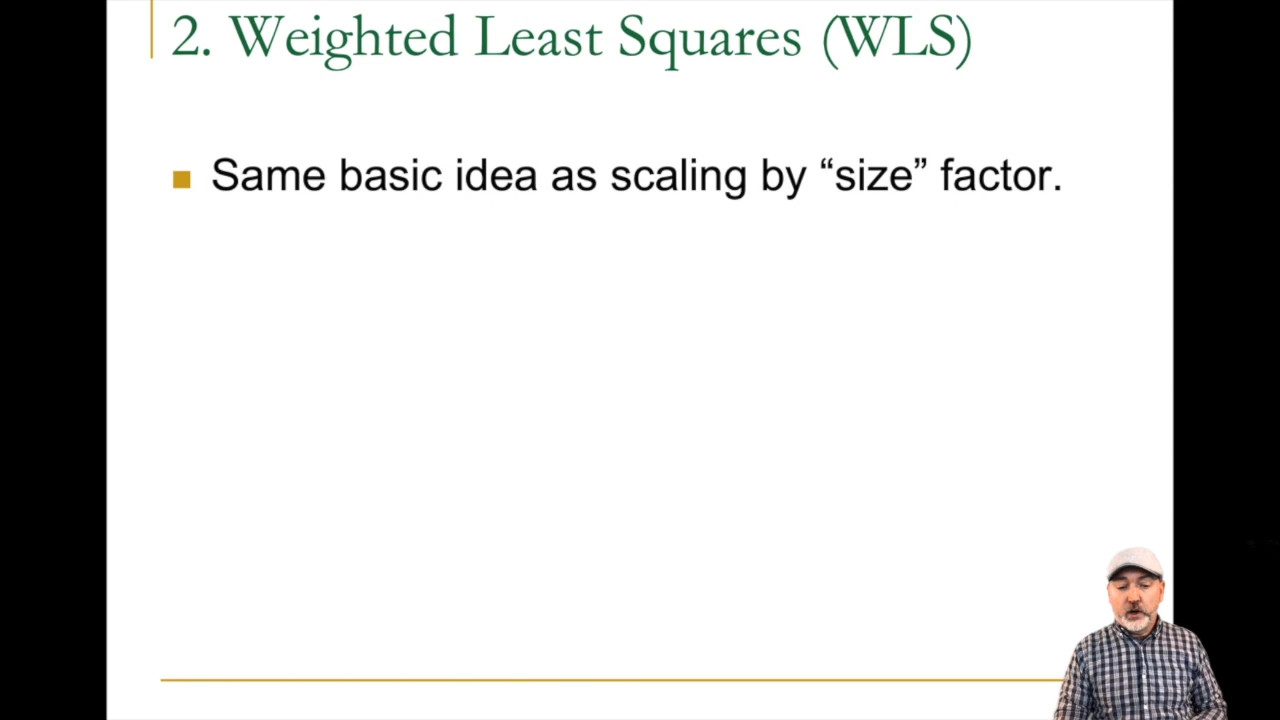 2. Weighted Least Squares (WLS)
Same basic idea as scaling by “size” factor.